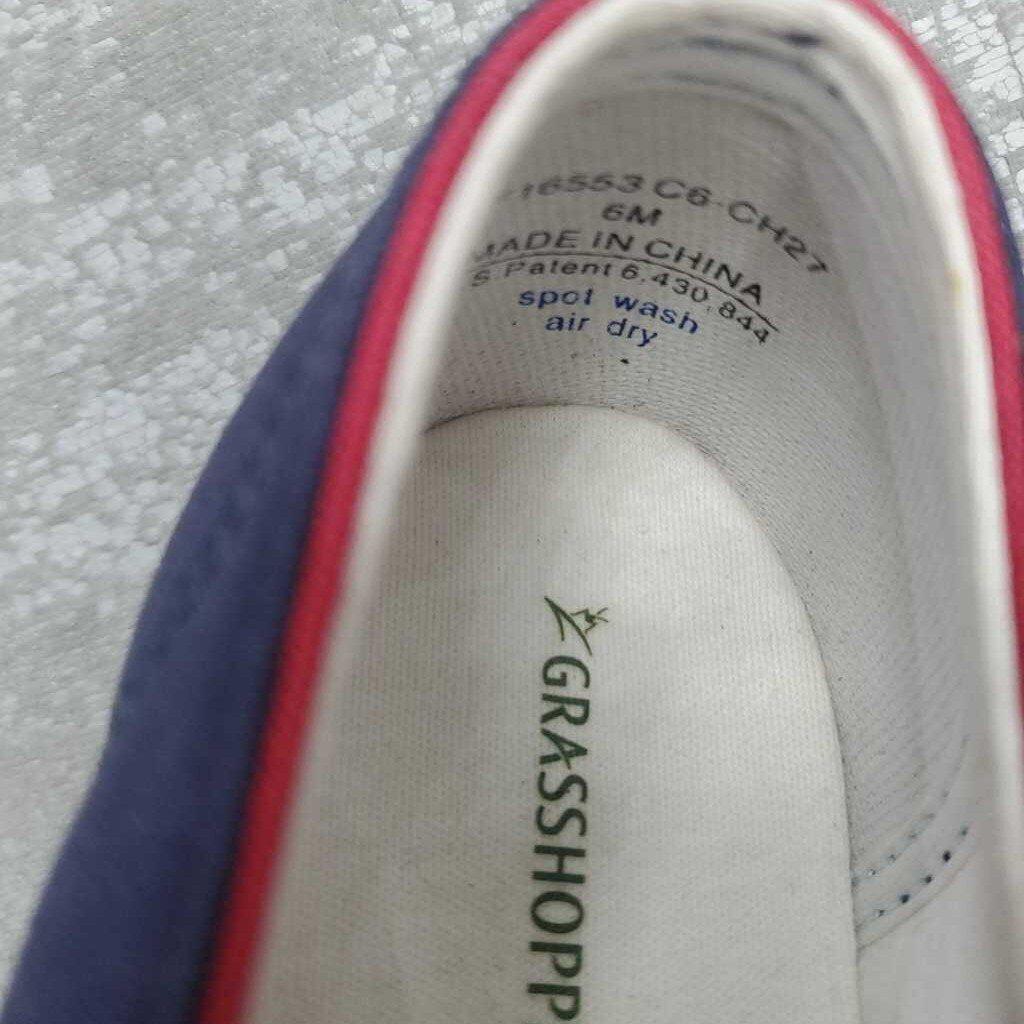 16553 C6-CH27
6M
MADE IN CHINA
S. Patent 6,430,844
spot wash
air dry
GRASSHOPP